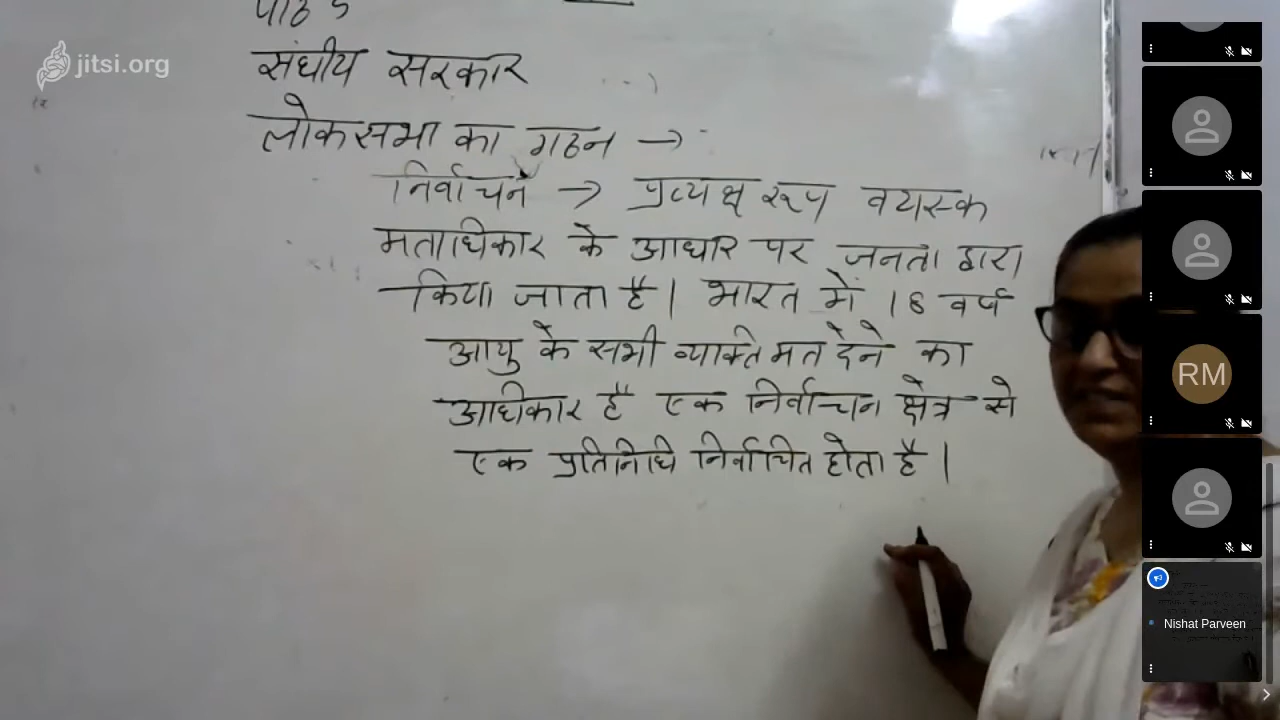 पाठ 5
संघीय सरकार
लोकसभा का गठन →
निर्वाचन → प्रत्यक्ष रूप वयस्क
मताधिकार के आधार पर जनता द्वारा
किया जाता है। भारत में 18 वर्ष
आयु के सभी व्यक्ति मत देने का
अधिकार है एक निर्वाचन क्षेत्र से
एक प्रतिनिधि निर्वाचित होता है।
jitsi.org
RM
Nishat Parveen